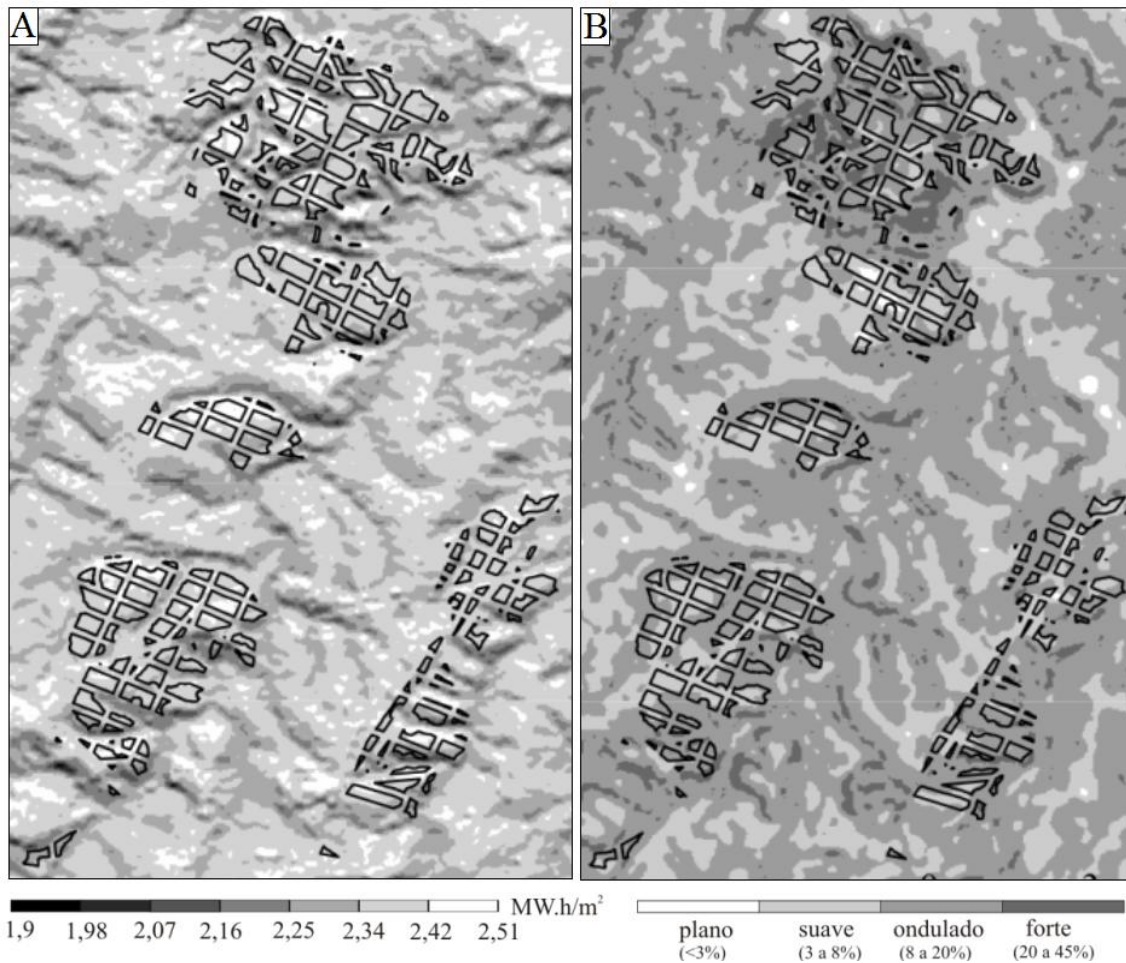 A
B
1,9 1,98 2,07 2,16 2,25 2,34 2,42 2,51 MW.h/m²
plano suave ondulado forte
(<3%) (3 a 8%) (8 a 20%) (20 a 45%)